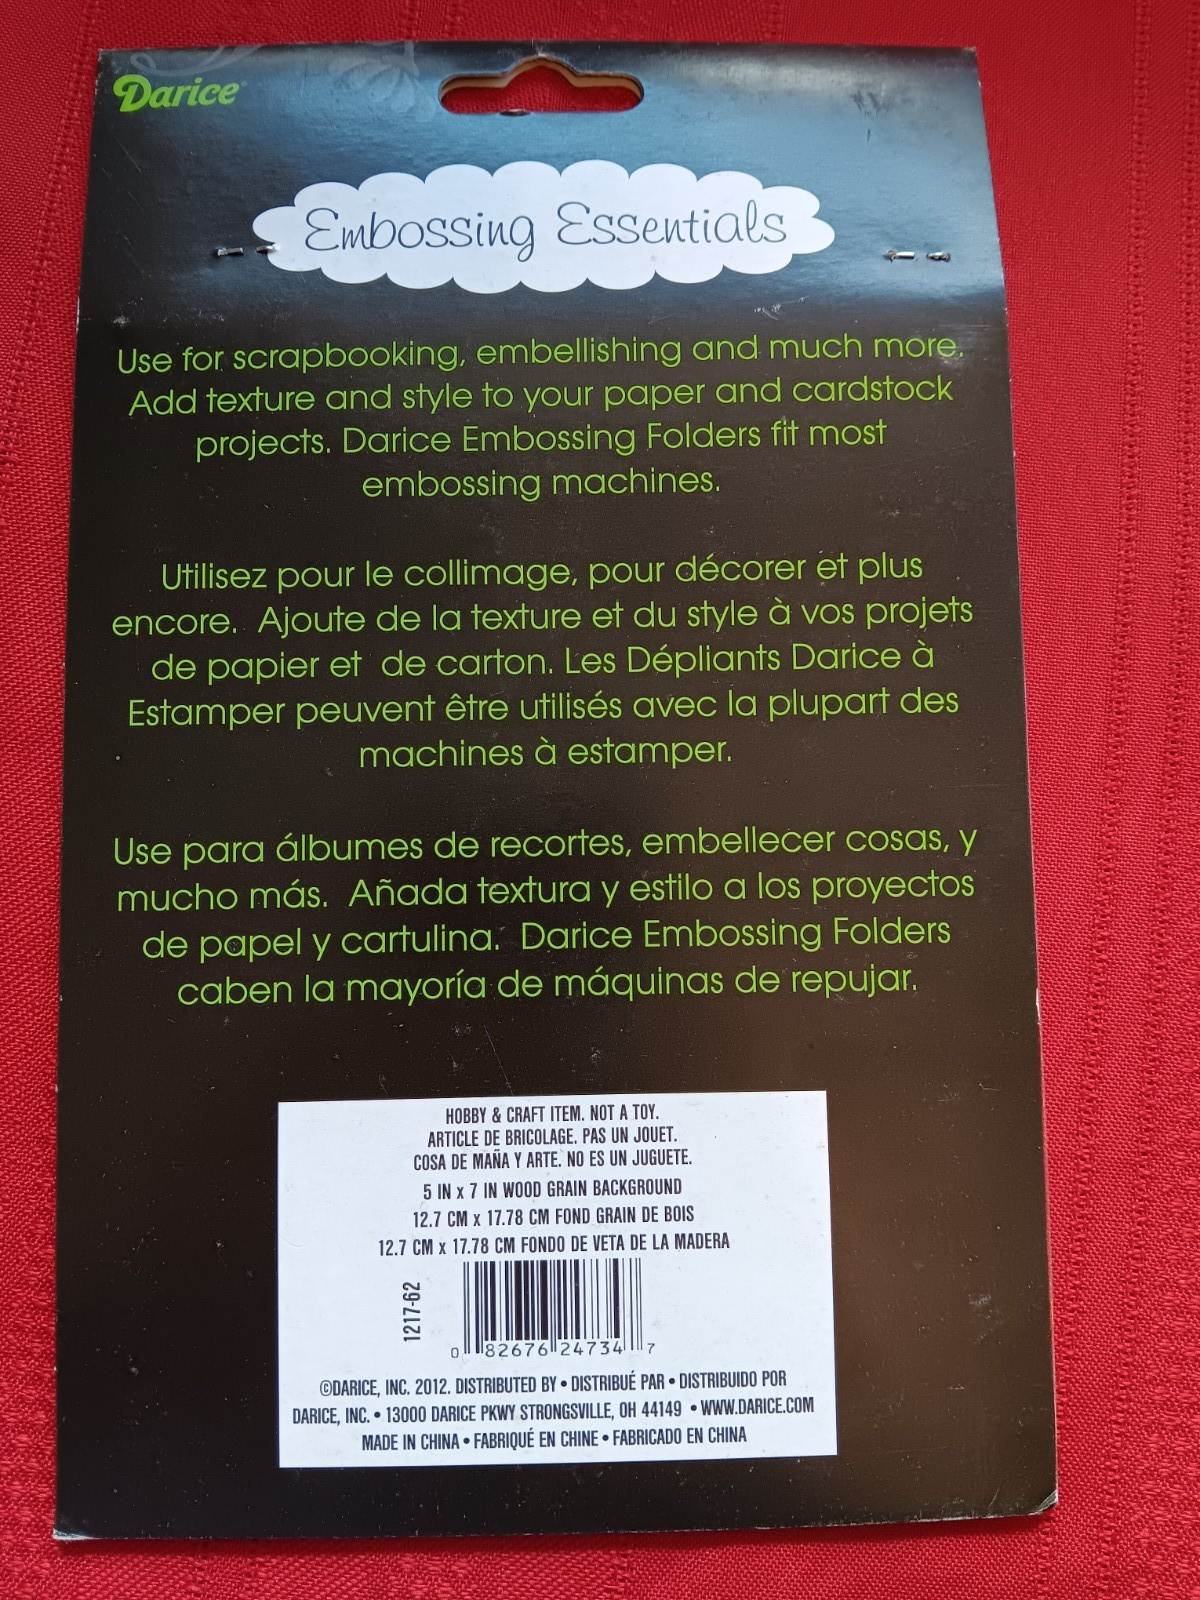 Darice
Embossing Essentials
Use for scrapbooking, embellishing and much more.
Add texture and style to your paper and cardstock
projects. Darice Embossing Folders fit most
embossing machines.
Utilisez pour le collimage, pour décorer et plus
encore. Ajoute de la texture et du style à vos projets
de papier et de carton. Les Dépliants Darice à
Estamper peuvent être utilisés avec la plupart des
machines à estamper.
Use para álbumes de recortes, embellecer cosas, y
mucho más. Añada textura y estilo a los proyectos
de papel y cartulina. Darice Embossing Folders
caben la mayoría de máquinas de repujar.
HOBBY & CRAFT ITEM. NOT A TOY.
ARTICLE DE BRICOLAGE. PAS UN JOUET.
COSA DE MAÑA Y ARTE. NO ES UN JUGUETE.
5 IN x 7 IN WOOD GRAIN BACKGROUND
12.7 CM x 17.78 CM FOND GRAIN DE BOIS
12.7 CM x 17.78 CM FONDO DE VETA DE LA MADERA
1217-62
0 82676 24734 7
©DARICE, INC. 2012. DISTRIBUTED BY • DISTRIBUÉ PAR • DISTRIBUIDO POR
DARICE, INC. • 13000 DARICE PKWY STRONGSVILLE, OH 44149 • WWW.DARICE.COM
MADE IN CHINA • FABRIQUÉ EN CHINE • FABRICADO EN CHINA